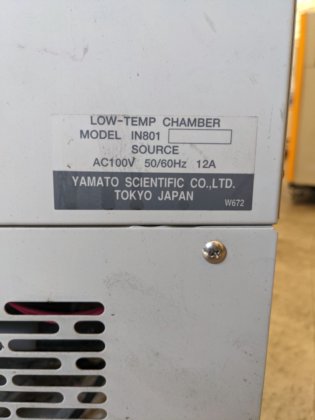 LOW-TEMP CHAMBER
MODEL IN801
SOURCE
AC100V 50/60Hz 12A
YAMATO SCIENTIFIC CO.,LTD.
TOKYO JAPAN
W672